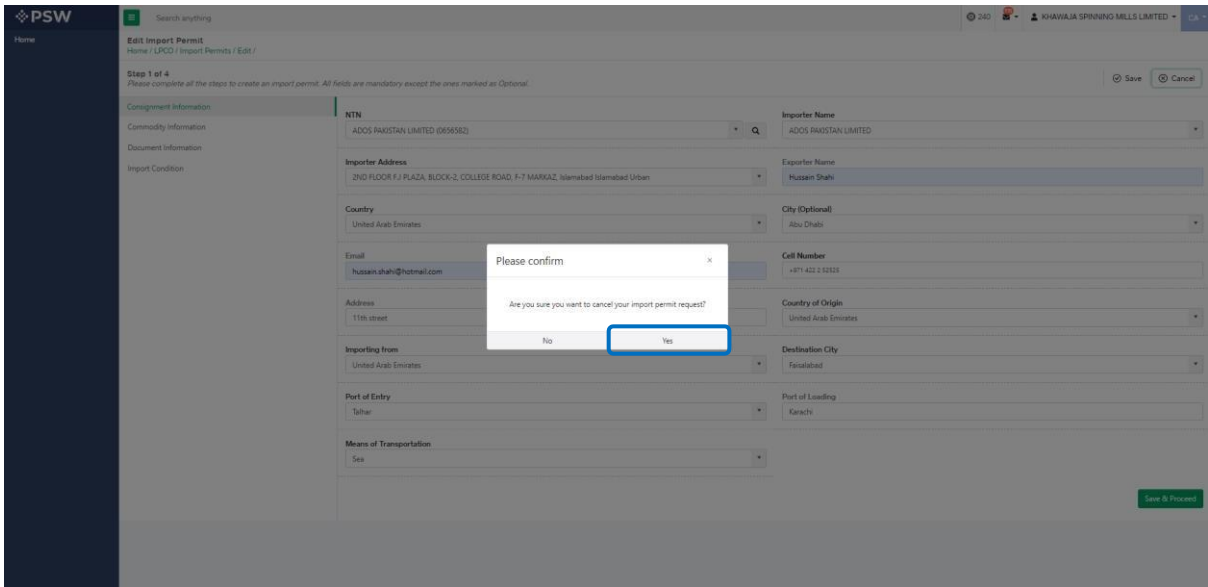 PSW
Search anything
240
KHAWAJA SPINNING MILLS LIMITED
CA
Home
Edit Import Permit
Home / LPCO / Import Permits / Edit /
Step 1 of 4
Please complete all the steps to create an import permit. All fields are mandatory except the ones marked as Optional.
Save
Cancel
Consignment Information
Commodity Information
Document Information
Import Condition
NTN
ADOS PAKISTAN LIMITED (0656582)
Importer Name
ADOS PAKISTAN LIMITED
Importer Address
2ND FLOOR F.J PLAZA, BLOCK-2, COLLEGE ROAD, F-7 MARKAZ, Islamabad Islamabad Urban
Exporter Name
Hussain Shahi
Country
United Arab Emirates
City (Optional)
Abu Dhabi
Email
hussain.shahi@hotmail.com
Cell Number
+971 422 2 52525
Address
11th street
Country of Origin
United Arab Emirates
Please confirm
×
Are you sure you want to cancel your import permit request?
No
Yes
Importing from
United Arab Emirates
Destination City
Faisalabad
Port of Entry
Talhar
Port of Loading
Karachi
Means of Transportation
Sea
Save & Proceed